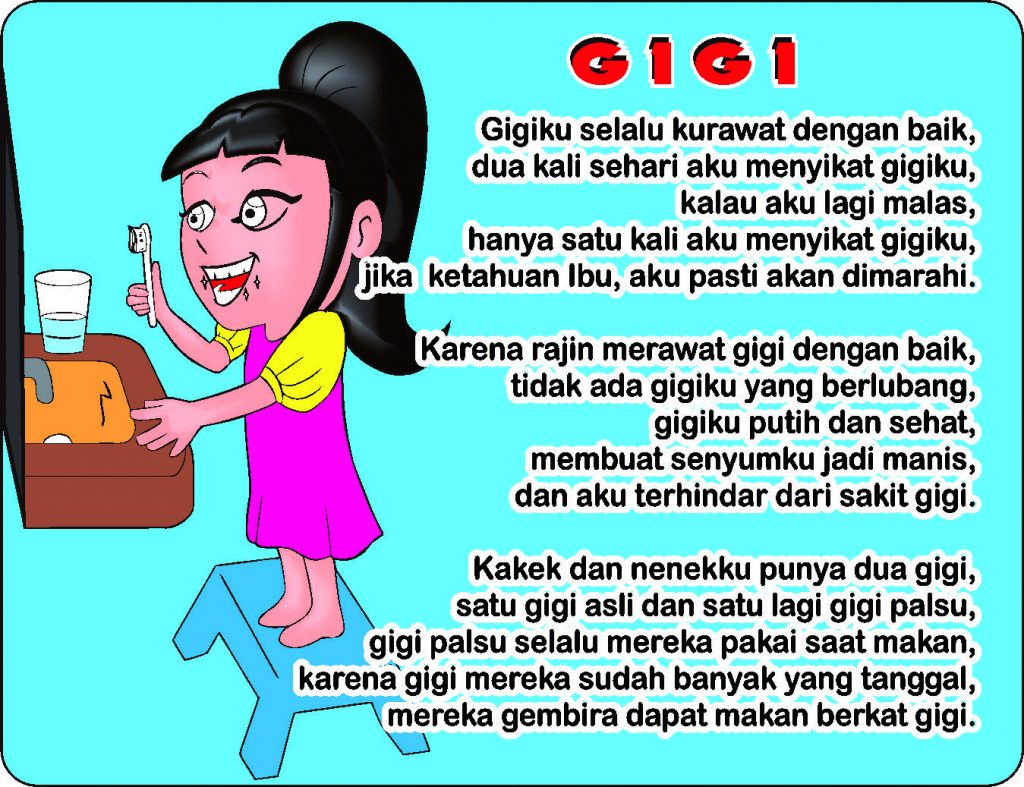 GIGI
Gigiku selalu kurawat dengan baik,
dua kali sehari aku menyikat gigiku,
kalau aku lagi malas,
hanya satu kali aku menyikat gigiku,
jika ketahuan Ibu, aku pasti akan dimarahi.
Karena rajin merawat gigi dengan baik,
tidak ada gigiku yang berlubang,
gigiku putih dan sehat,
membuat senyumku jadi manis,
dan aku terhindar dari sakit gigi.
Kakek dan nenekku punya dua gigi,
satu gigi asli dan satu lagi gigi palsu,
gigi palsu selalu mereka pakai saat makan,
karena gigi mereka sudah banyak yang tanggal,
mereka gembira dapat makan berkat gigi.